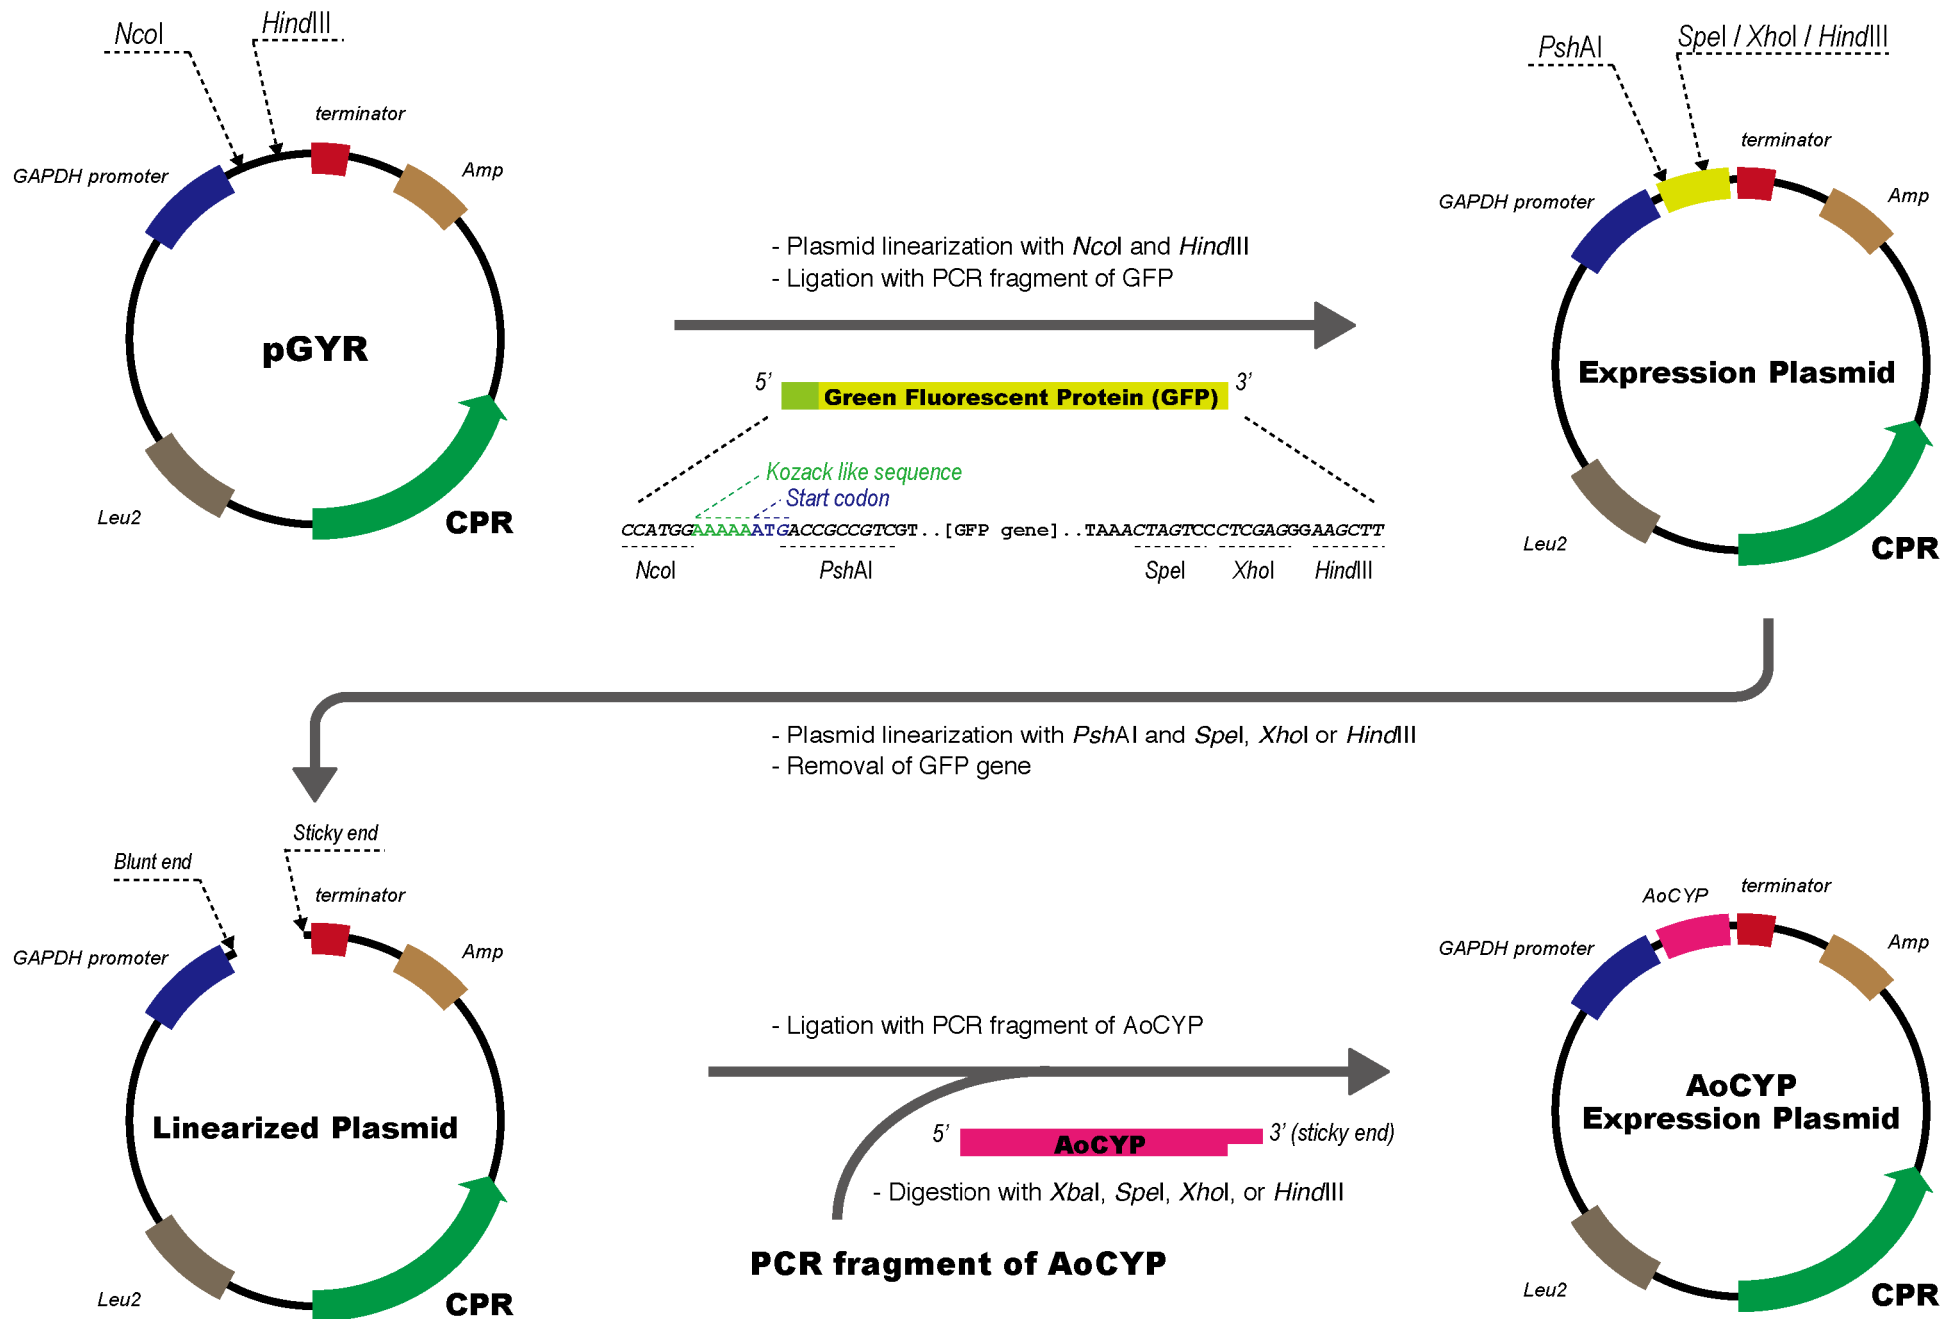 NcoI
HindIII
terminator
GAPDH promoter
Amp
pGYR
Leu2
CPR
- Plasmid linearization with NcoI and HindIII
- Ligation with PCR fragment of GFP
5’ Green Fluorescent Protein (GFP) 3’
Kozack like sequence
Start codon
CCATGGAAAAAATGACCGCCGTCGT..[GFP gene]..TAAACTAGTCCCTCGAGGGAAGCTT
NcoI PshAI SpeI XhoI HindIII
PshAI
SpeI / XhoI / HindIII
terminator
GAPDH promoter
Amp
Expression Plasmid
Leu2
CPR
- Plasmid linearization with PshAI and SpeI, XhoI or HindIII
- Removal of GFP gene
Sticky end
Blunt end
terminator
GAPDH promoter
Amp
Linearized Plasmid
Leu2
CPR
- Ligation with PCR fragment of AoCYP
5’ AoCYP 3’ (sticky end)
- Digestion with XbaI, SpeI, XhoI, or HindIII
PCR fragment of AoCYP
AoCYP
terminator
GAPDH promoter
Amp
AoCYP
Expression Plasmid
Leu2
CPR